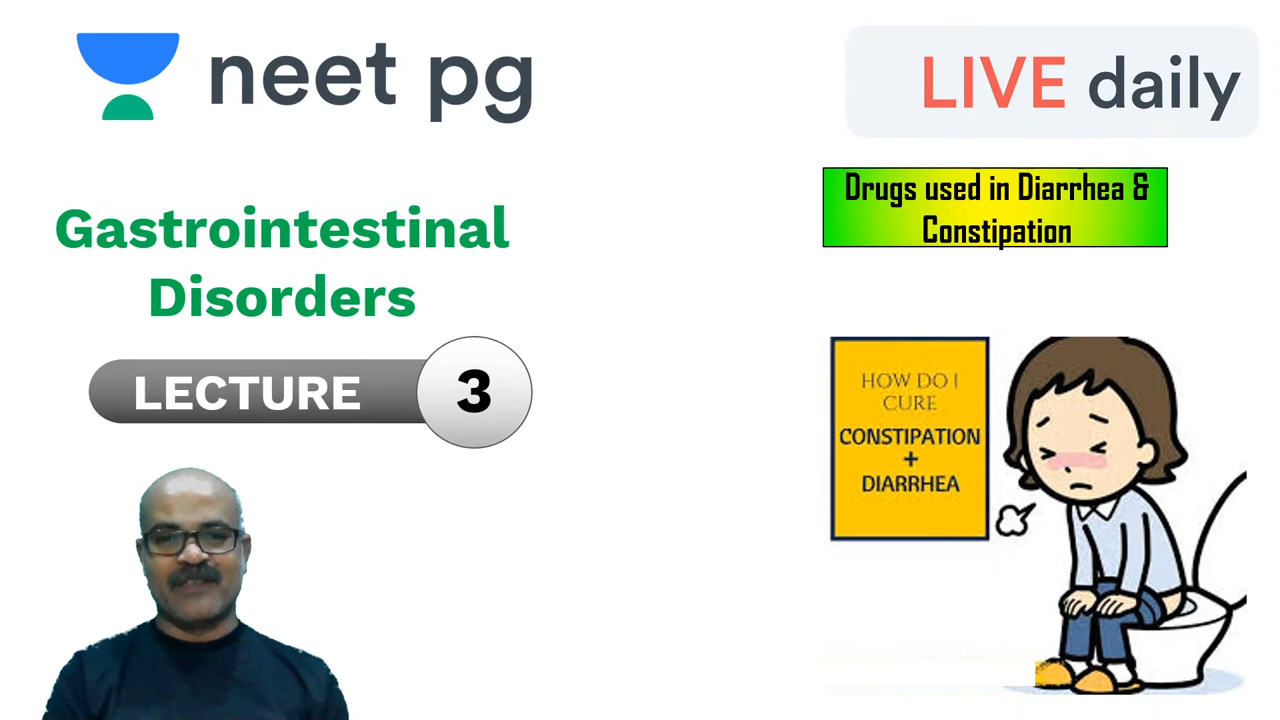 neet pg
LIVE daily
Gastrointestinal
Disorders
LECTURE 3
Drugs used in Diarrhea &
Constipation
HOW DO I
CURE
CONSTIPATION
+
DIARRHEA